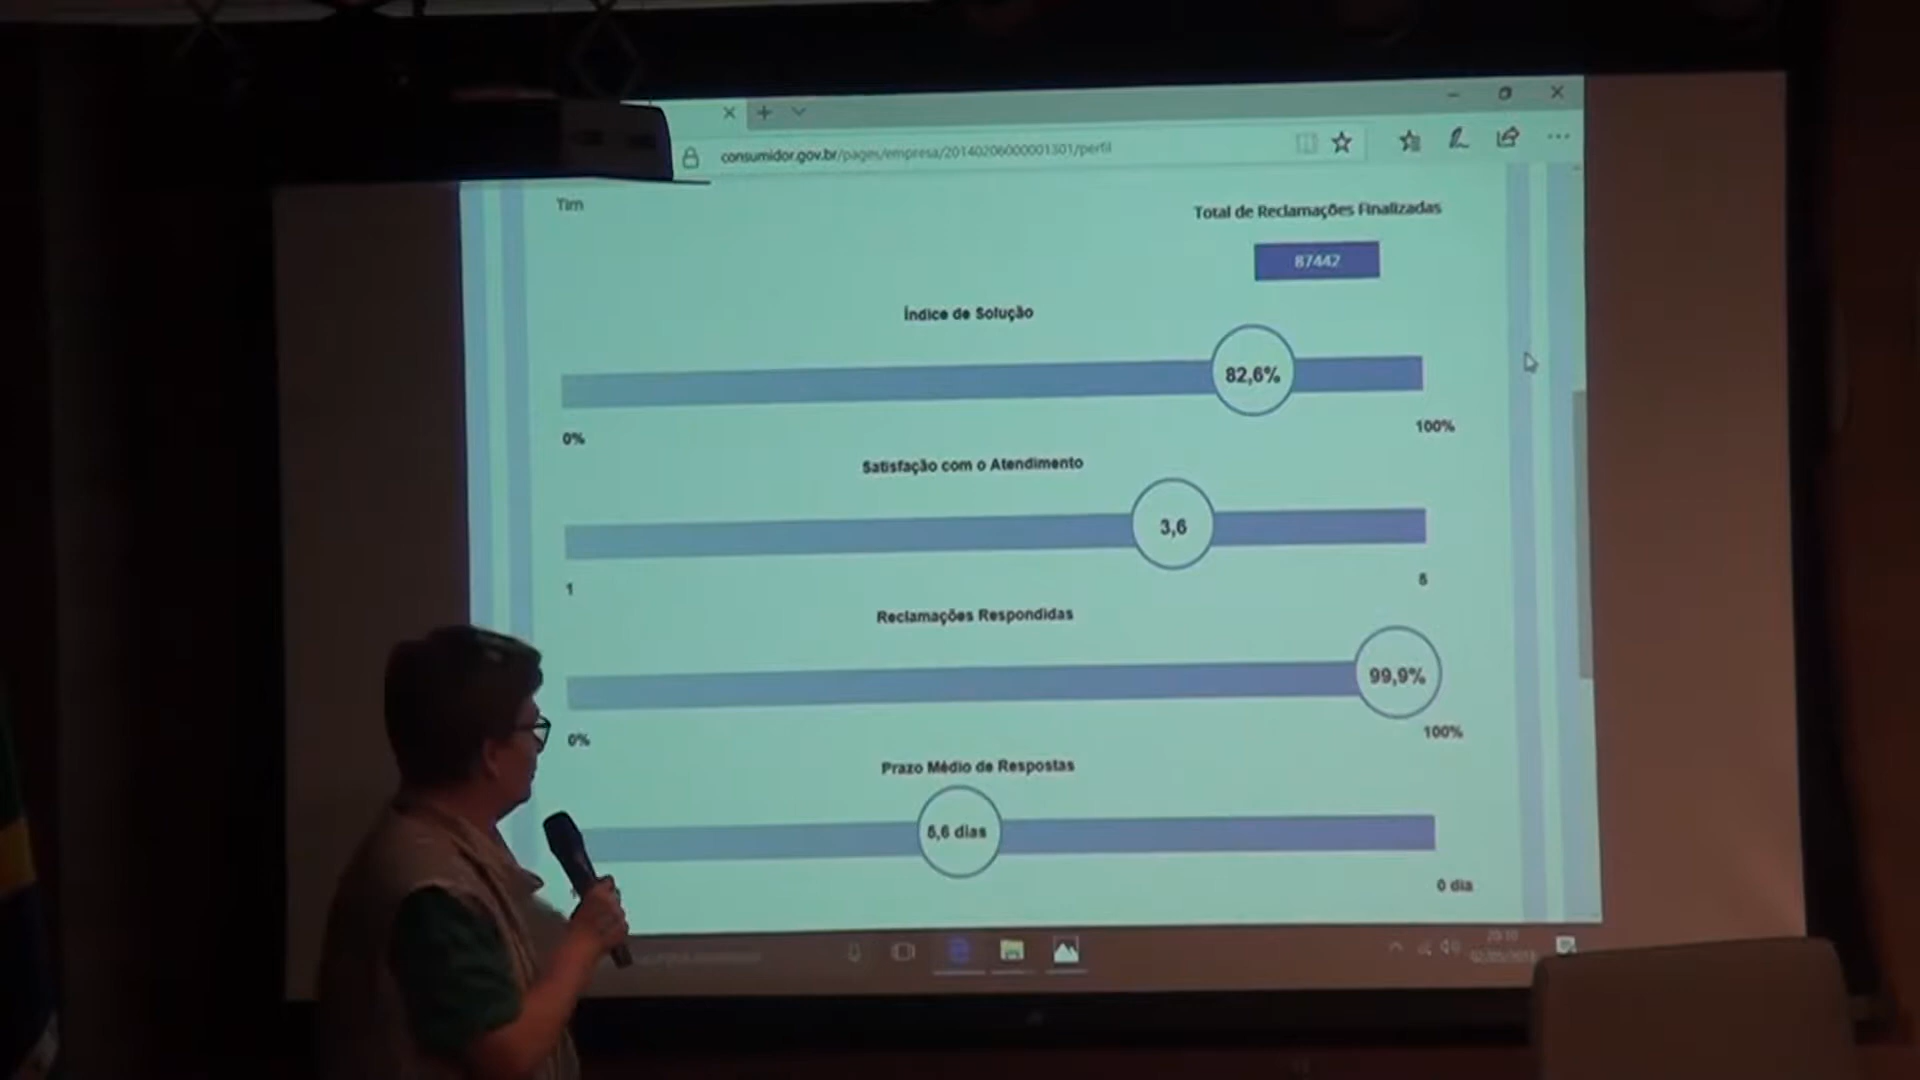 consumidor.gov.br/pages/empresa/20140206000001301/perfil
Tim
Total de Reclamações Finalizadas
87442
Índice de Solução
82,6%
0%
100%
Satisfação com o Atendimento
3,6
1
5
Reclamações Respondidas
99,9%
0%
100%
Prazo Médio de Respostas
5,6 dias
0 dia